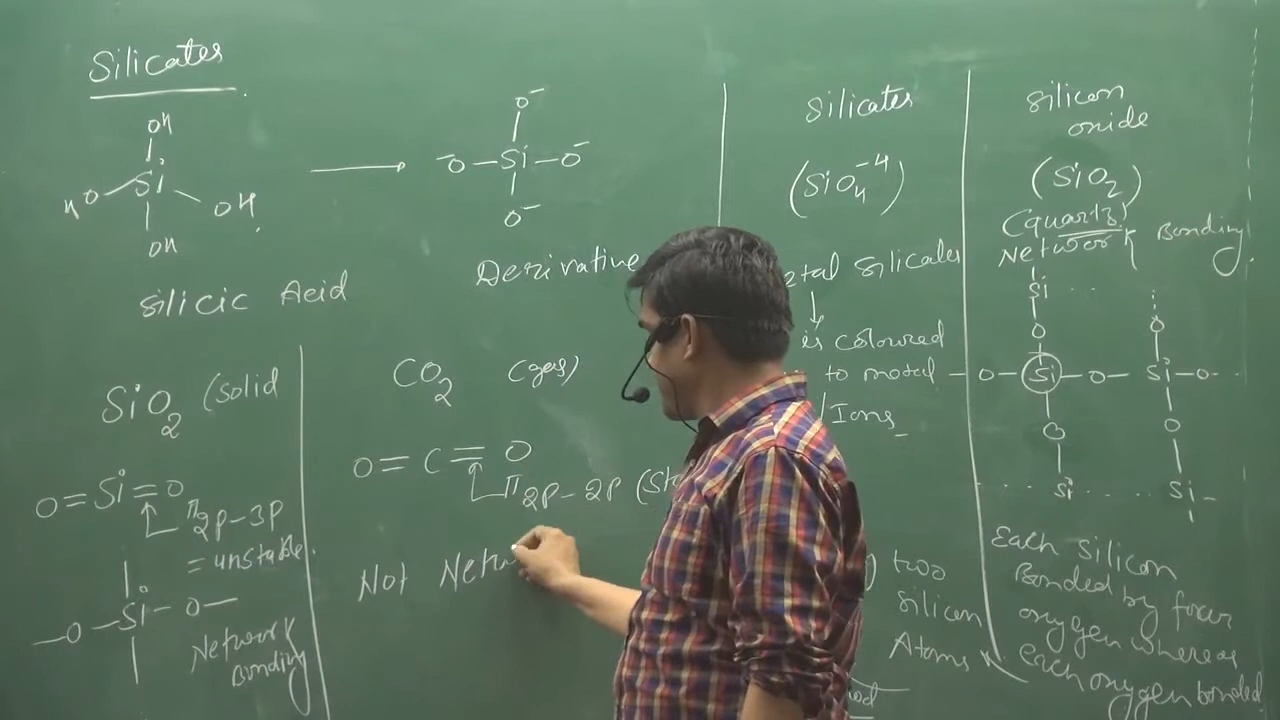 Silicates
OH
HO Si OH
OH
Silicic Acid
O⁻
⁻O—Si—O⁻
O⁻
Derivative
Silicates
(SiO₄⁻⁴)
Silicates
is coloured
to metal
/Ions
two
silicon
Atoms
Silicon
oxide
(SiO₂)
(quartz)
Network Bonding
Si ...
O O
—O—Si—O—Si—O- ..
O O
Si ..... Si—
Each Silicon
Bonded by four
oxygen whereas
each oxygen bonded
SiO₂ (Solid
O=Si=O
π2p–3p
= unstable.
—O—Si—O—
Network
Bonding
CO₂ (gas)
O=C=O
π2p–2p
Not Netw